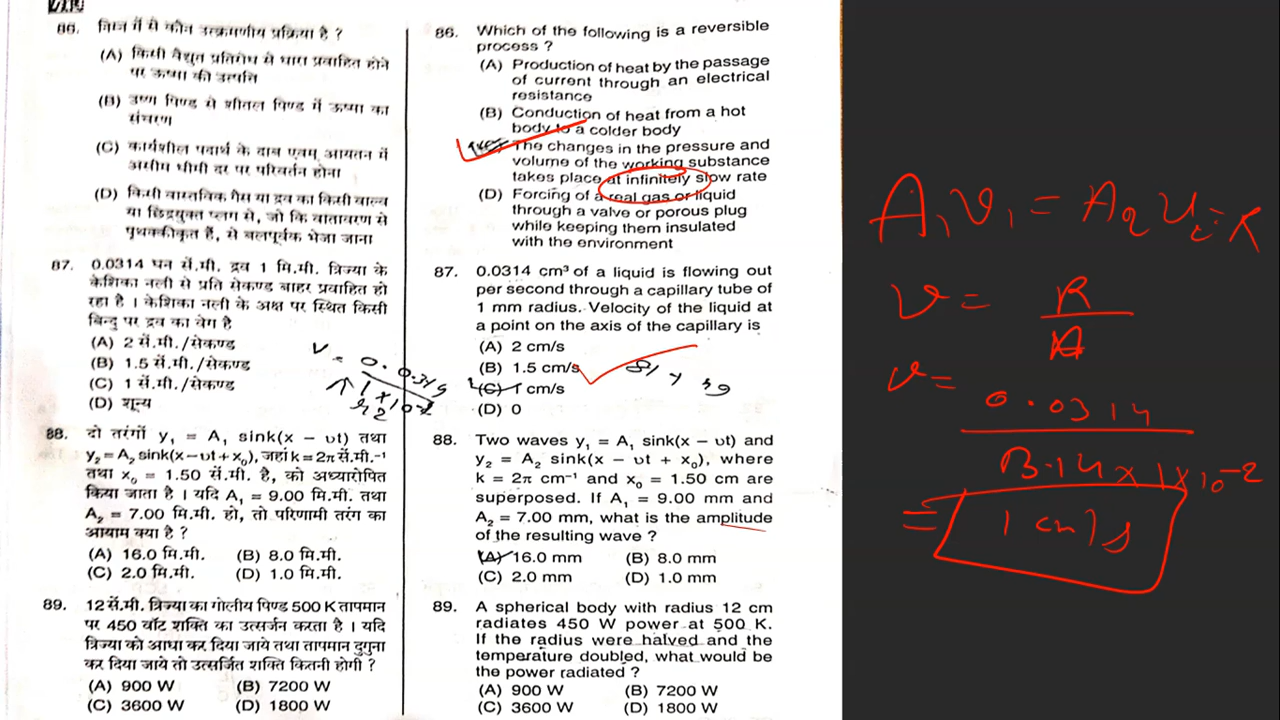 86. निम्न में से कौन उत्क्रमणीय प्रक्रिया है ?
(A) किसी वैद्युत प्रतिरोध से धारा प्रवाहित होने
पर ऊष्मा की उत्पत्ति
(B) उष्ण पिण्ड से शीतल पिण्ड में ऊष्मा का
संचरण
(C) कार्यशील पदार्थ के दाब एवम् आयतन में
असीम धीमी दर पर परिवर्तन होना
(D) किसी वास्तविक गैस या द्रव का किसी वाल्व
या छिद्रयुक्त प्लग से, जो कि वातावरण से
पृथक्कीकृत हैं, से बलपूर्वक भेजा जाना
87. 0.0314 घन सें.मी. द्रव 1 मि.मी. त्रिज्या के
केशिका नली से प्रति सेकण्ड बाहर प्रवाहित हो
रहा है । केशिका नली के अक्ष पर स्थित किसी
बिन्दु पर द्रव का वेग है
(A) 2 सें.मी./सेकण्ड
(B) 1.5 सें.मी./सेकण्ड
(C) 1 सें.मी./सेकण्ड
(D) शून्य
88. दो तरंगों y₁ = A₁ sink(x – υt) तथा
y₂ = A₂ sink(x – υt + x₀), जहां k = 2π सें.मी.⁻¹
तथा x₀ = 1.50 सें.मी. है, को अध्यारोपित
किया जाता है । यदि A₁ = 9.00 मि.मी. तथा
A₂ = 7.00 मि.मी. हो, तो परिणामी तरंग का
आयाम क्या है ?
(A) 16.0 मि.मी. (B) 8.0 मि.मी.
(C) 2.0 मि.मी. (D) 1.0 मि.मी.
89. 12 सें.मी. त्रिज्या का गोलीय पिण्ड 500 K तापमान
पर 450 वॉट शक्ति का उत्सर्जन करता है । यदि
त्रिज्या को आधा कर दिया जाये तथा तापमान दुगुना
कर दिया जाये तो उत्सर्जित शक्ति कितनी होगी ?
(A) 900 W (B) 7200 W
(C) 3600 W (D) 1800 W
86. Which of the following is a reversible
process ?
(A) Production of heat by the passage
of current through an electrical
resistance
(B) Conduction of heat from a hot
body to a colder body
The changes in the pressure and
volume of the working substance
takes place at infinitely slow rate
(D) Forcing of a real gas or liquid
through a valve or porous plug
while keeping them insulated
with the environment
87. 0.0314 cm³ of a liquid is flowing out
per second through a capillary tube of
1 mm radius. Velocity of the liquid at
a point on the axis of the capillary is
(A) 2 cm/s
(B) 1.5 cm/s
(C) 1 cm/s
(D) 0
88. Two waves y₁ = A₁ sink(x – υt) and
y₂ = A₂ sink(x – υt + x₀), where
k = 2π cm⁻¹ and x₀ = 1.50 cm are
superposed. If A₁ = 9.00 mm and
A₂ = 7.00 mm, what is the amplitude
of the resulting wave ?
(A) 16.0 mm (B) 8.0 mm
(C) 2.0 mm (D) 1.0 mm
89. A spherical body with radius 12 cm
radiates 450 W power at 500 K.
If the radius were halved and the
temperature doubled, what would be
the power radiated ?
(A) 900 W (B) 7200 W
(C) 3600 W (D) 1800 W
A₁v₁ = A₂v₂ = R
v = R
A
v = 0.0314
3.14 x 1 x 10⁻²
= 1 cm/s